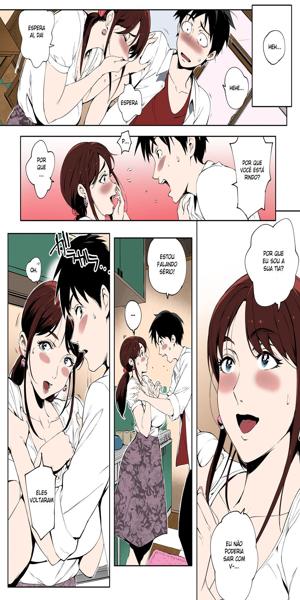 ESPERA
AÍ, PAI
HEH...
HEHE...
ESPERA
P...
POR
QUE...
POR QUE
VOCÊ ESTÁ
RINDO?
POR QUE
EU SOU A
SUA TIA?
ESTOU
FALANDO
SÉRIO!
...
OH,
ELES
VOLTARAM
EU NÃO
PODERIA
SAIR COM
V-...